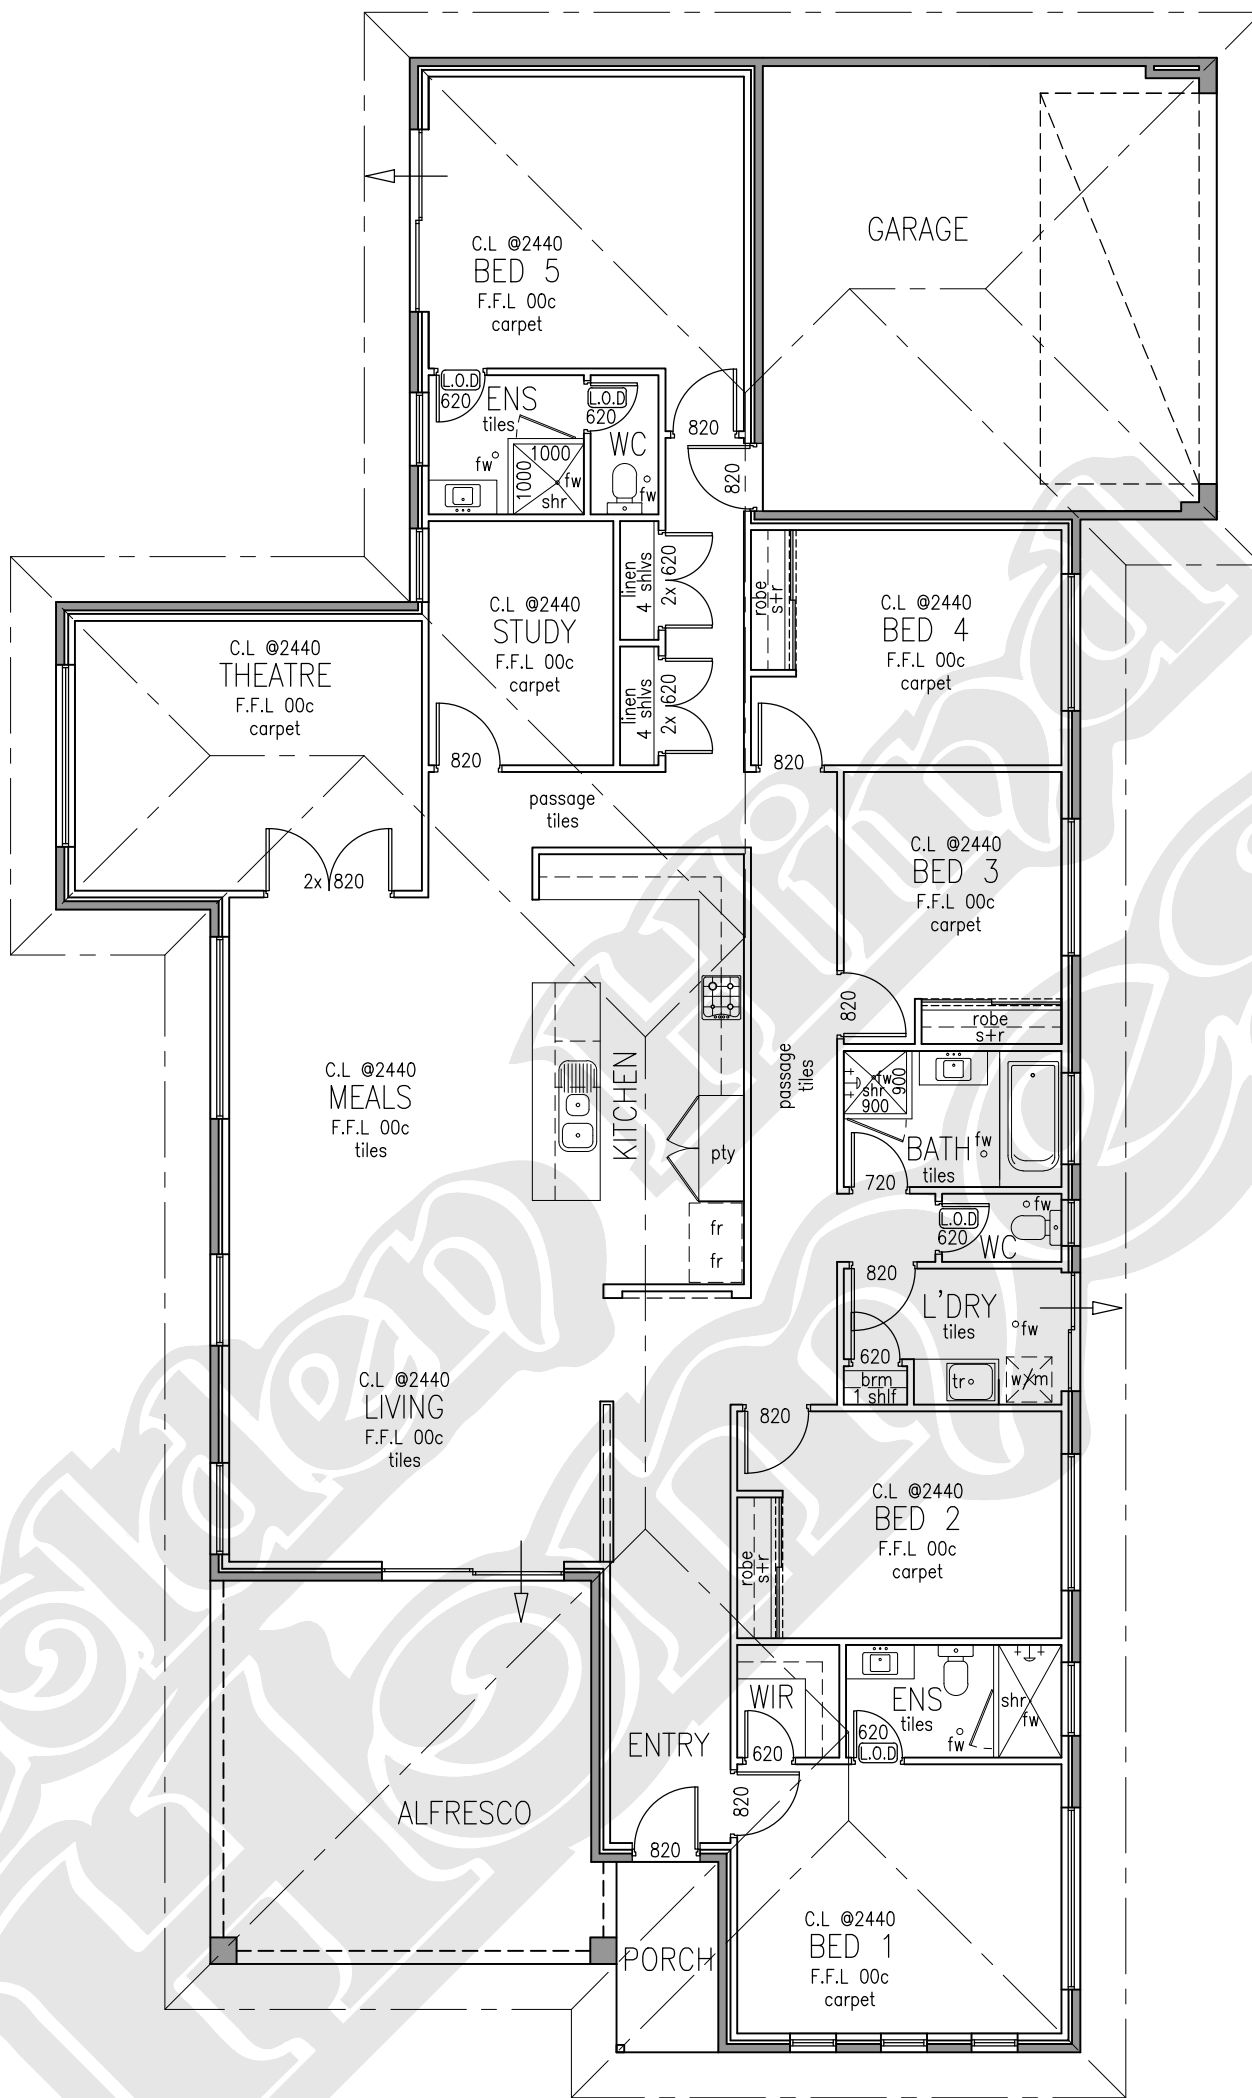 GARAGE
C.L @2440
BED 5
F.F.L 00c
carpet
L.O.D
620
ENS
tiles
L.O.D
620
WC
fw
fw
1000
1000
fw
shr
820
820
linen
4 shlvs
2x 620
linen
4 shlvs
2x 620
C.L @2440
STUDY
F.F.L 00c
carpet
820
robe
s+r
C.L @2440
BED 4
F.F.L 00c
carpet
820
C.L @2440
THEATRE
F.F.L 00c
carpet
2x 820
passage
tiles
C.L @2440
BED 3
F.F.L 00c
carpet
820
robe
s+r
passage
tiles
KITCHEN
pty
fr
fr
C.L @2440
MEALS
F.F.L 00c
tiles
fw
shr
900
900
BATH
tiles
fw
720
L.O.D
620
WC
fw
820
L'DRY
tiles
fw
620
brm
1 shlf
tr
wm
C.L @2440
LIVING
F.F.L 00c
tiles
820
C.L @2440
BED 2
F.F.L 00c
carpet
robe
s+r
WIR
620
ENS
tiles
620
L.O.D
fw
shr
fw
ENTRY
820
820
ALFRESCO
PORCH
C.L @2440
BED 1
F.F.L 00c
carpet